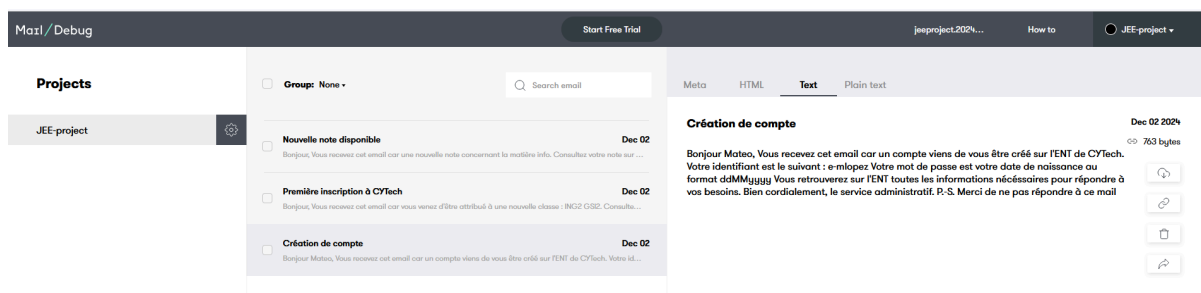 MaIl/Debug
Start Free Trial
jeeproject.2024...
How to
JEE-project
Projects
JEE-project
Group: None
Search email
Nouvelle note disponible
Dec 02
Bonjour, Vous recevez cet email car une nouvelle note concernant la matière info. Consultez votre note sur ...
Première inscription à CYTech
Dec 02
Bonjour, Vous recevez cet email car vous venez d'être attribué à une nouvelle classe : ING2 GSI2. Consulte...
Création de compte
Dec 02
Bonjour Mateo, Vous recevez cet email car un compte viens de vous être créé sur l'ENT de CYTech. Votre id...
Meta
HTML
Text
Plain text
Création de compte
Dec 02 2024
763 bytes
Bonjour Mateo, Vous recevez cet email car un compte viens de vous être créé sur l'ENT de CYTech.
Votre identifiant est le suivant : e-mlopez Votre mot de passe est votre date de naissance au
format ddMMyyyy Vous retrouverez sur l'ENT toutes les informations nécéssaires pour répondre à
vos besoins. Bien cordialement, le service administratif. P.-S. Merci de ne pas répondre à ce mail